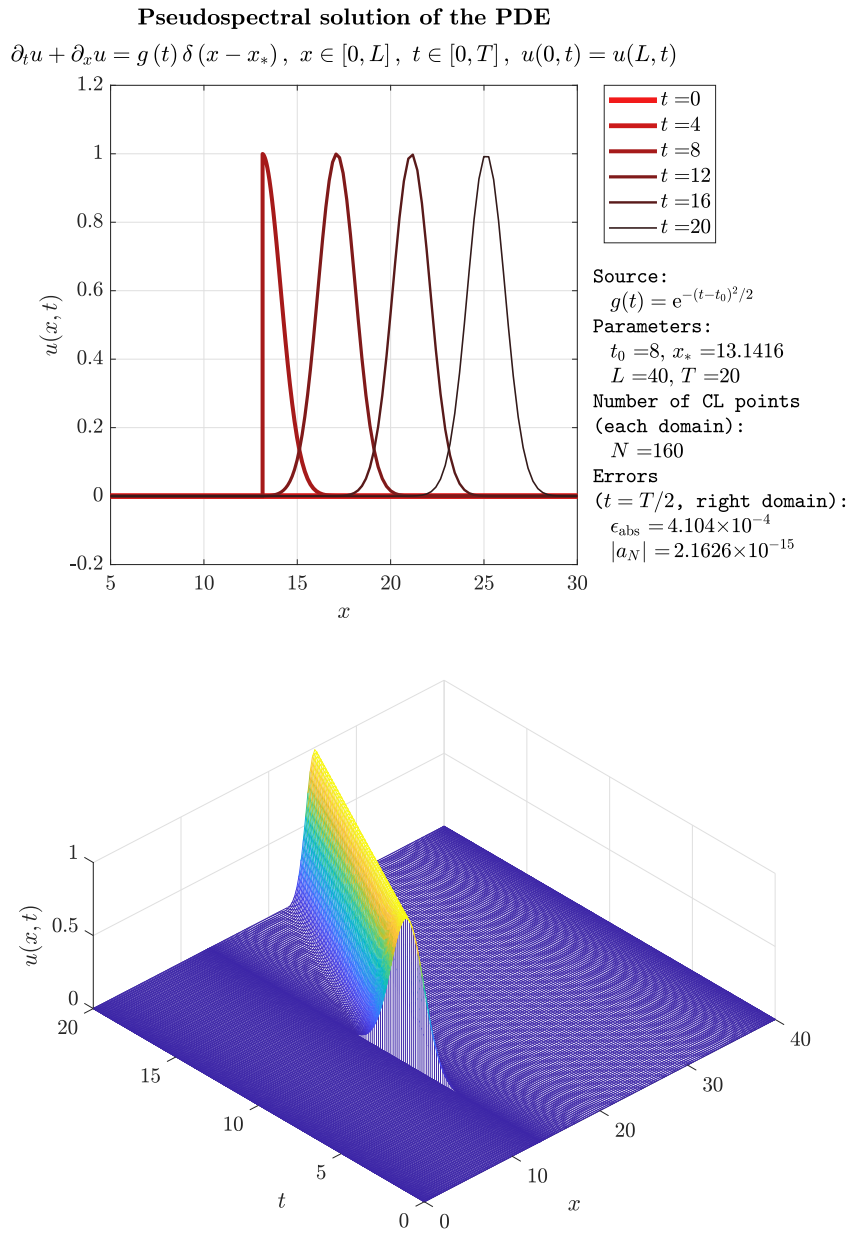 Pseudospectral solution of the PDE
∂ₜu + ∂ₓu = g (t) δ (x − x∗) , x ∈ [0, L] , t ∈ [0, T] , u(0, t) = u(L, t)
1.2
1
0.8
0.6
0.4
0.2
0
-0.2
u(x, t)
5 10 15 20 25 30
x
t =0
t =4
t =8
t =12
t =16
t =20
Source:
g(t) = e^{−(t−t₀)²/2}
Parameters:
t₀ =8, x∗ =13.1416
L =40, T =20
Number of CL points
(each domain):
N =160
Errors
(t = T/2, right domain):
ϵ_abs = 4.104×10⁻⁴
|a_N| = 2.1626×10⁻¹⁵
1
0.5
0
u(x, t)
20
15
10
5
0
t
0
10
20
30
40
x